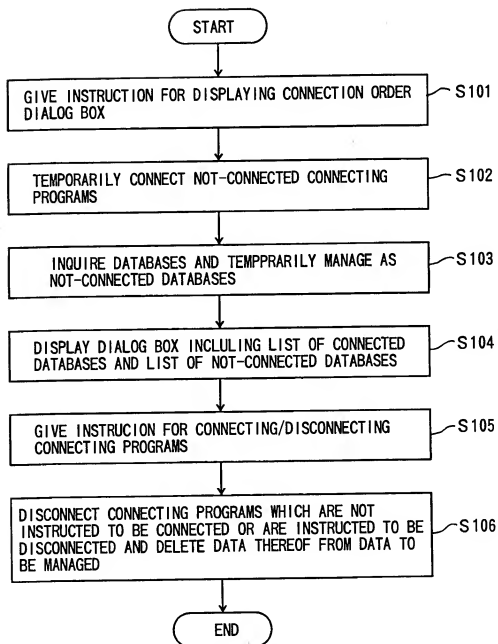 START
GIVE INSTRUCTION FOR DISPLAYING CONNECTION ORDER
DIALOG BOX
S101
TEMPORARILY CONNECT NOT-CONNECTED CONNECTING
PROGRAMS
S102
INQUIRE DATABASES AND TEMPPRARILY MANAGE AS
NOT-CONNECTED DATABASES
S103
DISPLAY DIALOG BOX INCLULING LIST OF CONNECTED
DATABASES AND LIST OF NOT-CONNECTED DATABASES
S104
GIVE INSTRUCION FOR CONNECTING/DISCONNECTING
CONNECTING PROGRAMS
S105
DISCONNECT CONNECTING PROGRAMS WHICH ARE NOT
INSTRUCTED TO BE CONNECTED OR ARE INSTRUCTED TO BE
DISCONNECTED AND DELETE DATA THEREOF FROM DATA TO
BE MANAGED
S106
END